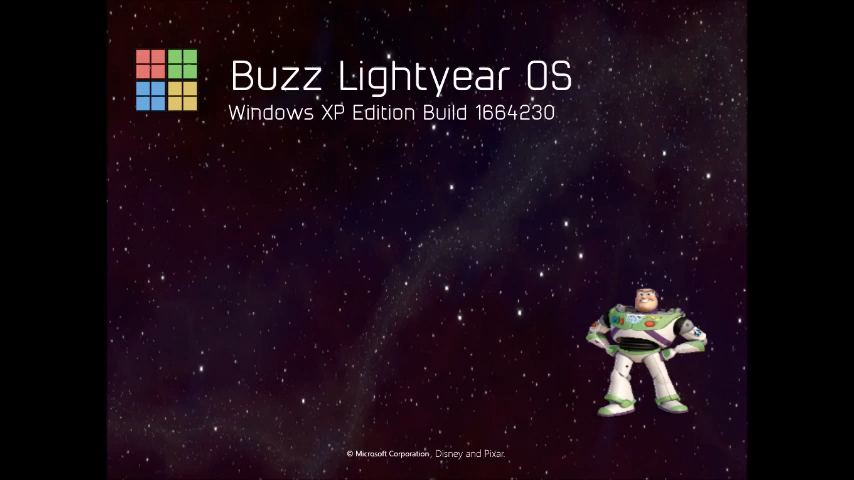 Buzz Lightyear OS
Windows XP Edition Build 1664230
© Microsoft Corporation, Disney and Pixar.